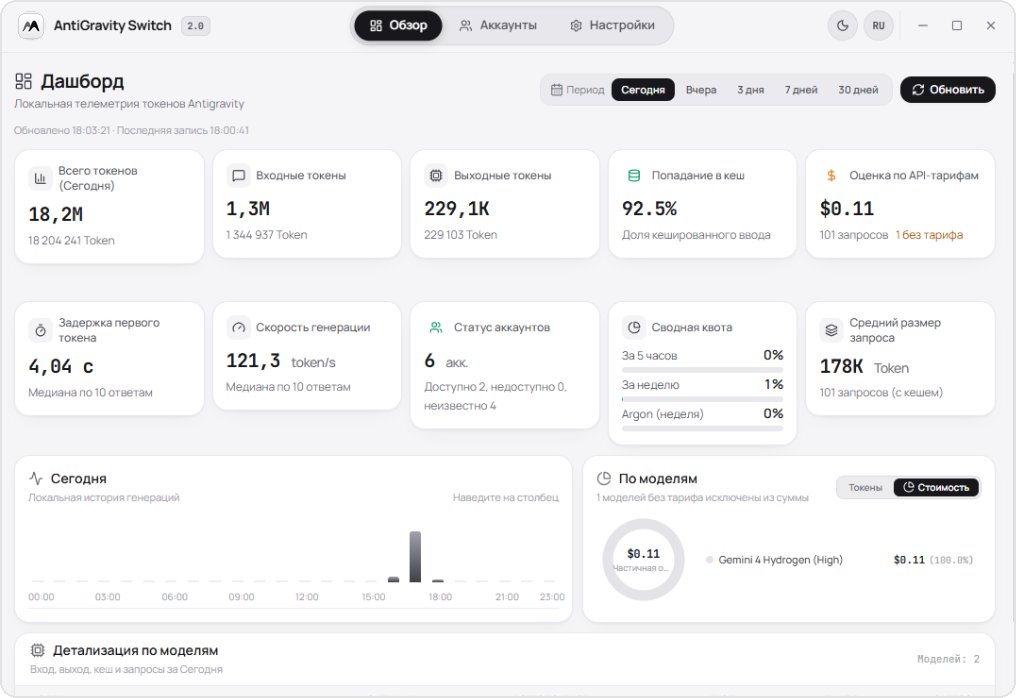 AntiGravity Switch 2.0
Обзор
Аккаунты
Настройки
RU
Дашборд
Локальная телеметрия токенов Antigravity
Период
Сегодня
Вчера
3 дня
7 дней
30 дней
Обновить
Обновлено 18:03:21 · Последняя запись 18:00:41
Всего токенов
(Сегодня)
18,2M
18 204 241 Token
Входные токены
1,3M
1 344 937 Token
Выходные токены
229,1K
229 103 Token
Попадание в кеш
92.5%
Доля кешированного ввода
Оценка по API-тарифам
$0.11
101 запросов 1 без тарифа
Задержка первого
токена
4,04 с
Медиана по 10 ответам
Скорость генерации
121,3 token/s
Медиана по 10 ответам
Статус аккаунтов
6 акк.
Доступно 2, недоступно 0,
неизвестно 4
Сводная квота
За 5 часов 0%
За неделю 1%
Argon (неделя) 0%
Средний размер
запроса
178K Token
101 запросов (с кешем)
Сегодня
Локальная история генераций
Наведите на столбец
00:00 03:00 06:00 09:00 12:00 15:00 18:00 21:00 23:00
По моделям
1 моделей без тарифа исключены из суммы
Токены
Стоимость
$0.11
Частичная о...
Gemini 4 Hydrogen (High) $0.11 (100.0%)
Детализация по моделям
Вход, выход, кеш и запросы за Сегодня
Моделей: 2